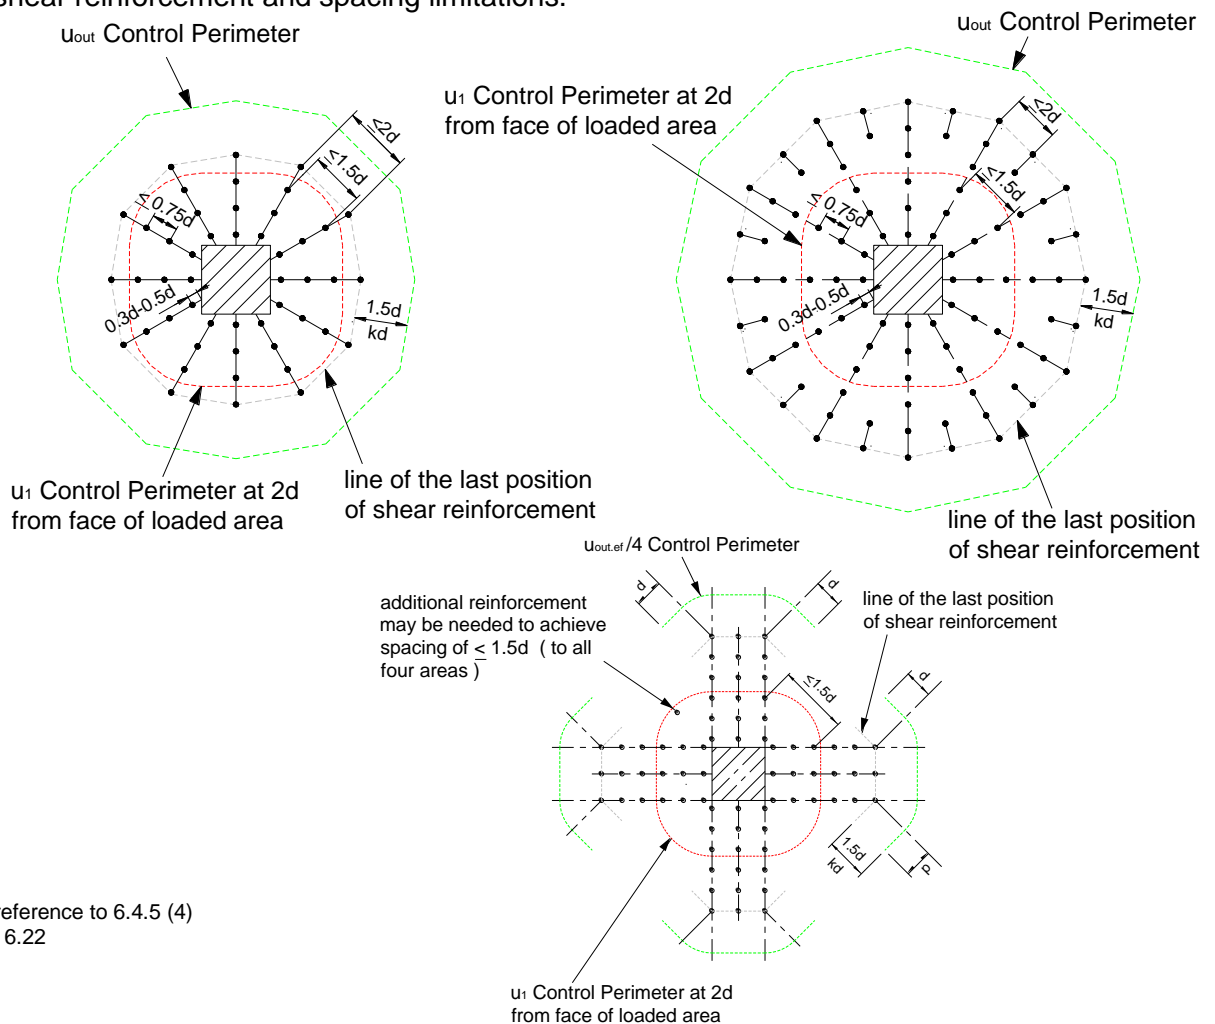 shear reinforcement and spacing limitations.
uout Control Perimeter
≤2d
≤1.5d
≤ 0.75d
0.3d-0.5d
1.5d
kd
u1 Control Perimeter at 2d
from face of loaded area
line of the last position
of shear reinforcement
uout Control Perimeter
u1 Control Perimeter at 2d
from face of loaded area
≤2d
≤1.5d
≤ 0.75d
0.3d-0.5d
1.5d
kd
line of the last position
of shear reinforcement
uout.ef /4 Control Perimeter
d
d
additional reinforcement
may be needed to achieve
spacing of ≤ 1.5d ( to all
four areas )
line of the last position
of shear reinforcement
≤1.5d
d
1.5d
kd
d
u1 Control Perimeter at 2d
from face of loaded area
reference to 6.4.5 (4)
6.22